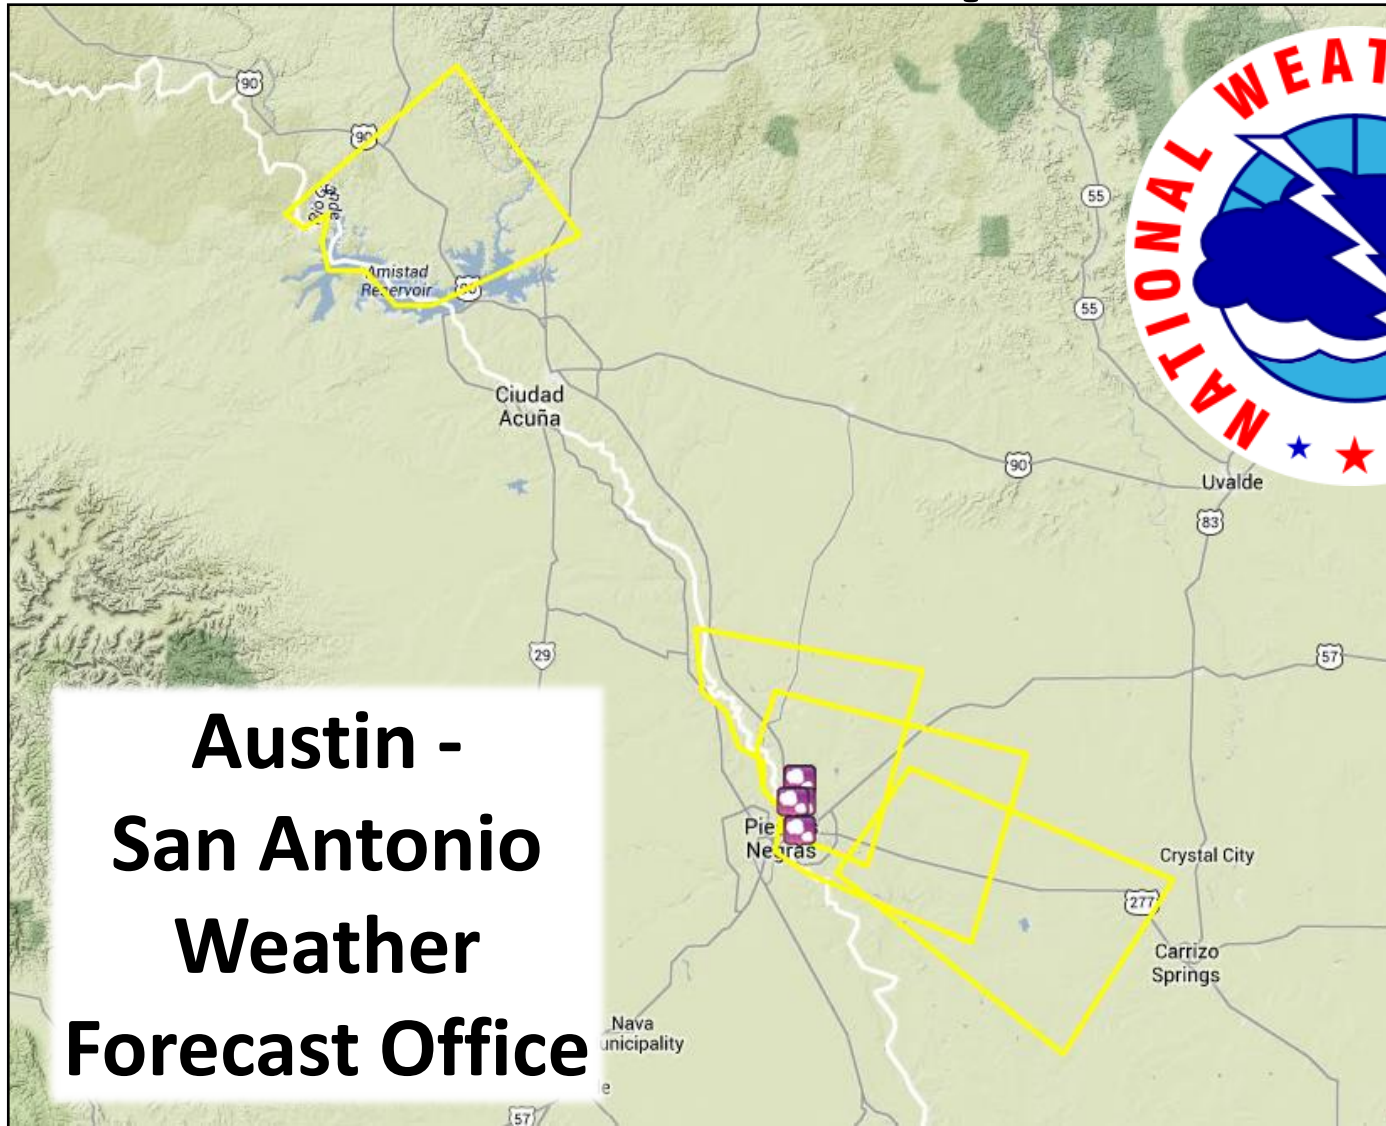 90
90
Rio
Amistad
Reservoir
90
Ciudad
Acuña
55
55
NATIONAL WEAT
90
Uvalde
83
29
57
Austin -
San Antonio
Weather
Forecast Office
Negras
Crystal City
277
Carrizo
Springs
Nava
unicipality
57